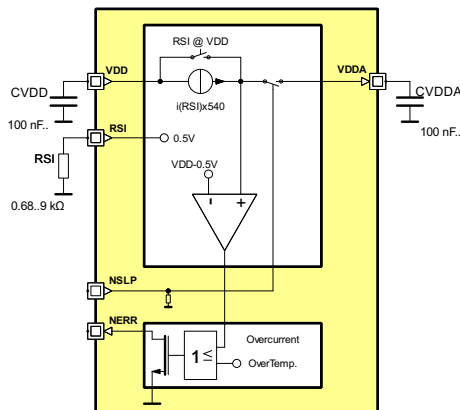 RSI @ VDD
VDD
VDDA
CVDD
CVDDA
i(RSI)x540
100 nF..
100 nF..
RSI
0.5V
RSI
VDD-0.5V
0.68..9 kΩ
- +
NSLP
NERR
Overcurrent
1 ≤
OverTemp.